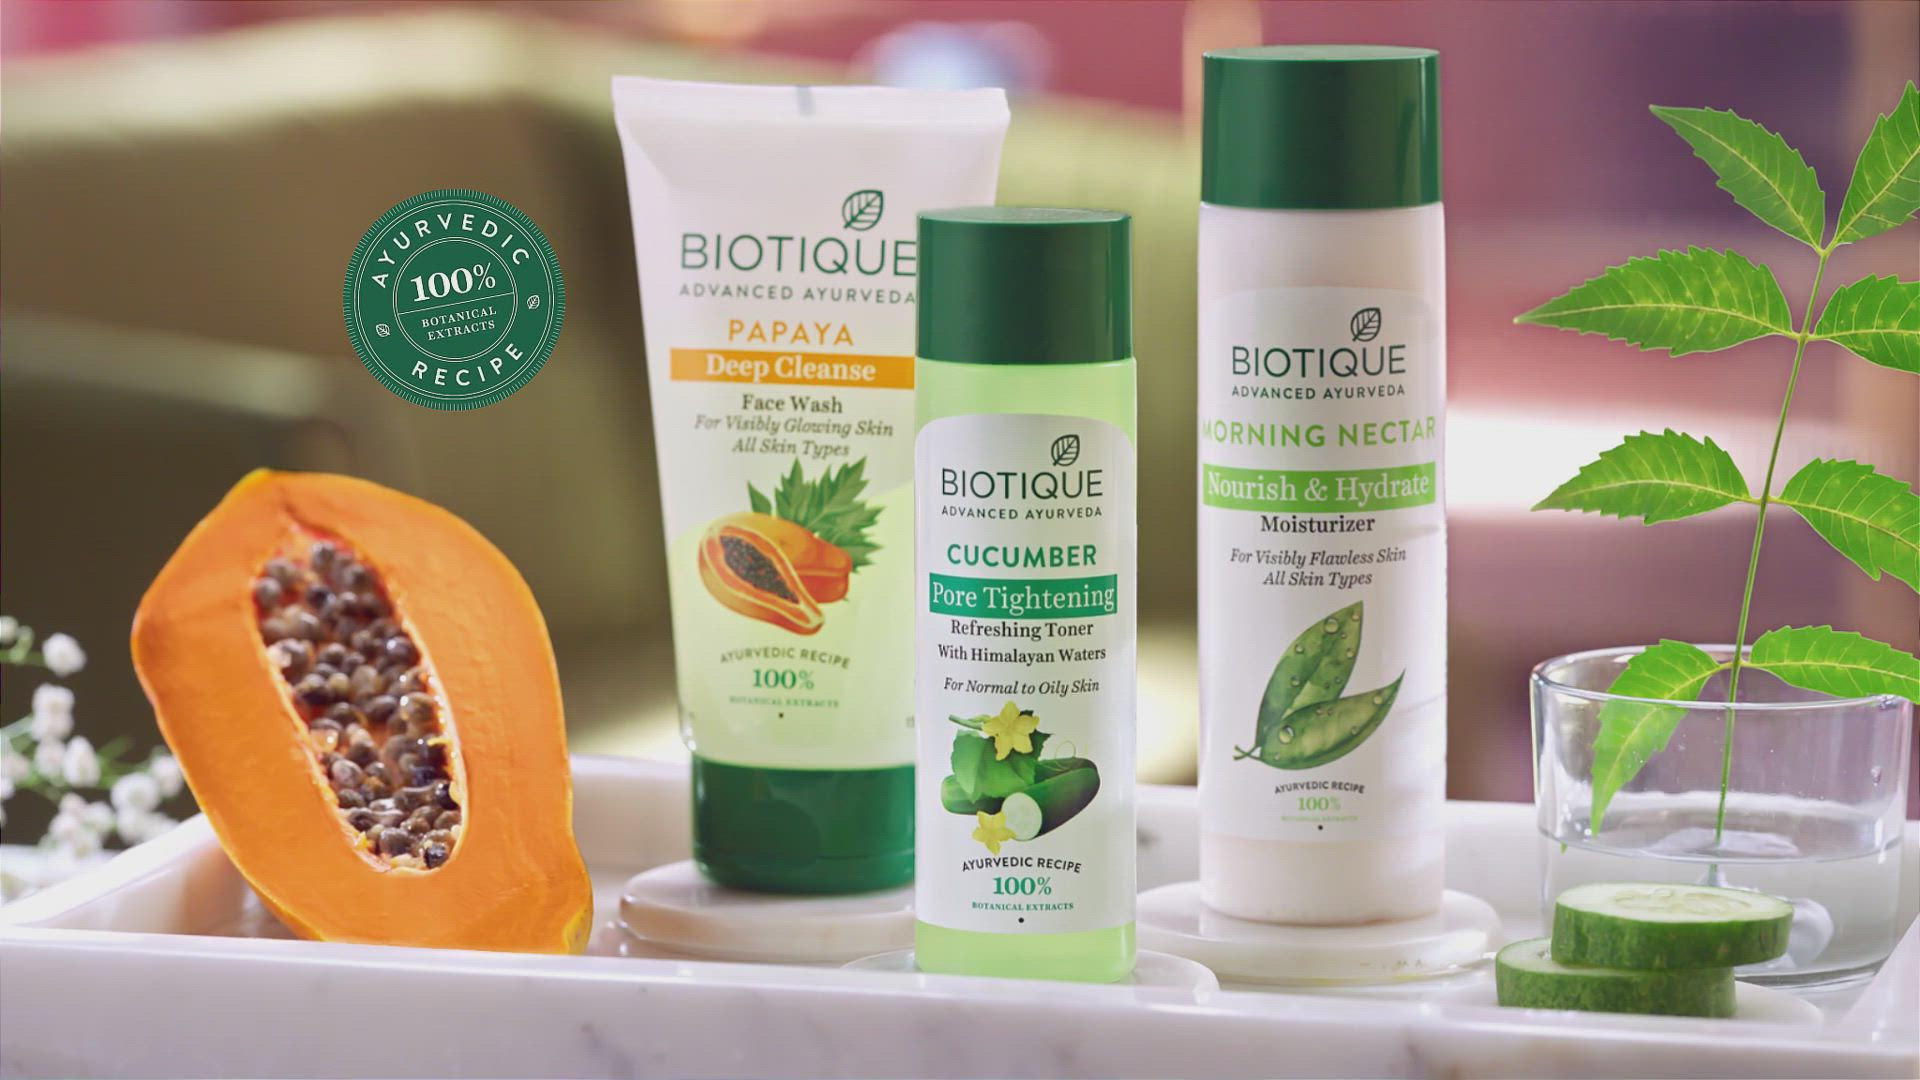 AYURVEDIC
100%
BOTANICAL
EXTRACTS
RECIPE
BIOTIQUE
ADVANCED AYURVEDA
PAPAYA
Deep Cleanse
Face Wash
For Visibly Glowing Skin
All Skin Types
AYURVEDIC RECIPE
100%
BOTANICAL EXTRACTS
BIOTIQUE
ADVANCED AYURVEDA
CUCUMBER
Pore Tightening
Refreshing Toner
With Himalayan Waters
For Normal to Oily Skin
AYURVEDIC RECIPE
100%
BOTANICAL EXTRACTS
BIOTIQUE
ADVANCED AYURVEDA
MORNING NECTAR
Nourish & Hydrate
Moisturizer
For Visibly Flawless Skin
All Skin Types
AYURVEDIC RECIPE
100%
BOTANICAL EXTRACTS